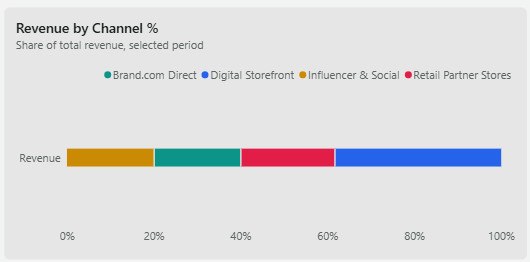 Revenue by Channel %
Share of total revenue, selected period
Brand.com Direct Digital Storefront Influencer & Social Retail Partner Stores
Revenue
0% 20% 40% 60% 80% 100%